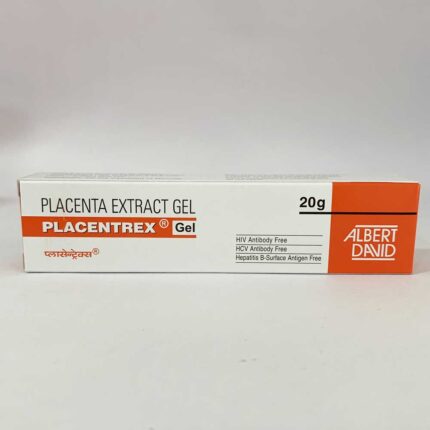 PLACENTA EXTRACT GEL
PLACENTREX® Gel
प्लासेन्ट्रेक्स®
20g
HIV Antibody Free
HCV Antibody Free
Hepatitis B-Surface Antigen Free
ALBERT
DAVID